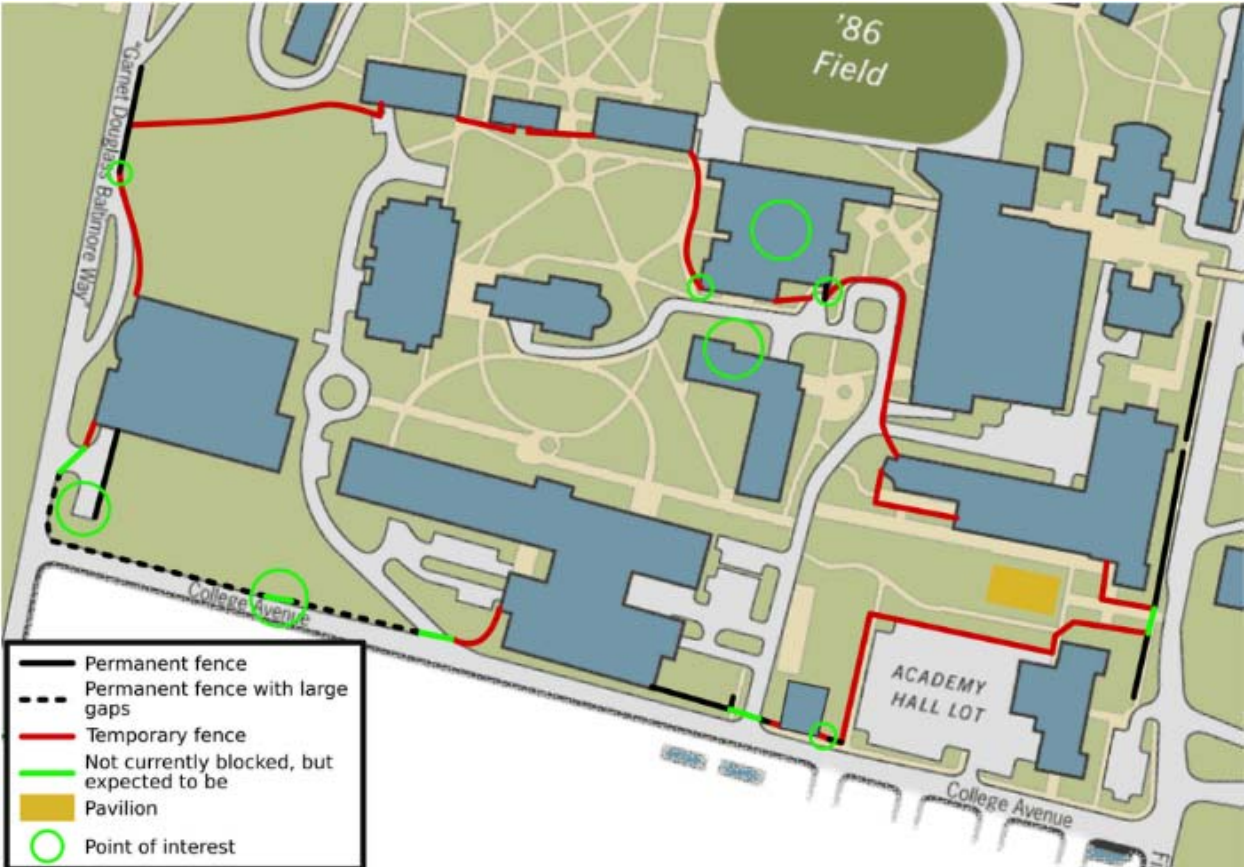 '86
Field
"Garnet Douglass Baltimore Way"
College Avenue
ACADEMY
HALL LOT
College Avenue
Permanent fence
Permanent fence with large
gaps
Temporary fence
Not currently blocked, but
expected to be
Pavilion
Point of interest